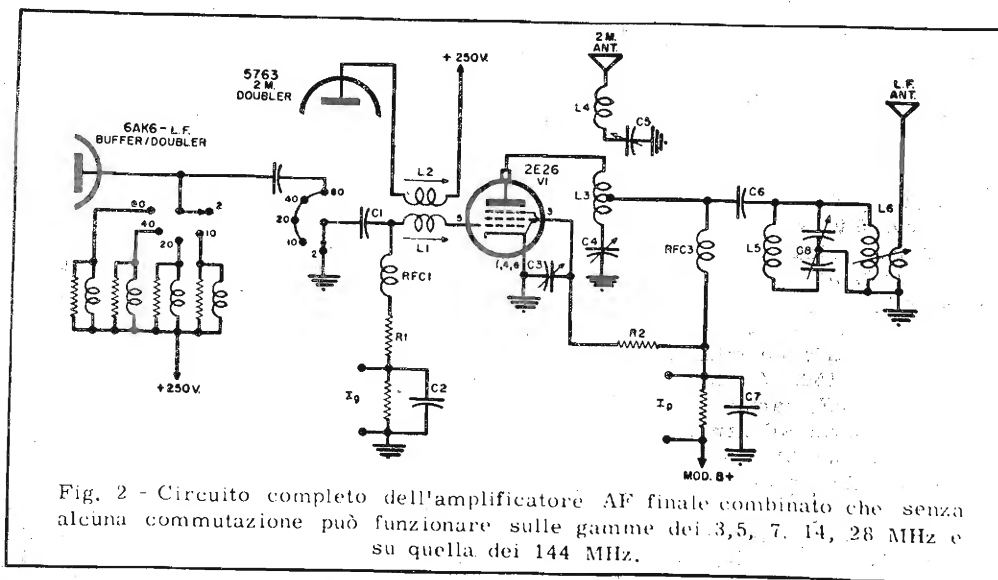 2 M.
ANT.
5763
2 M.
DOUBLER
+ 250 V.
L.F.
ANT.
6AK6 - L.F.
BUFFER/DOUBLER
L4
C5
L2
2E26
V1
80
40
20
10
2
C1
5
3
L3
C6
L6
80
2
40
20
10
L1
C4
RFC3
L5
C8
RFC1
(1,4,6
C3
R1
R2
+250V.
Ig
C2
Ip
C7
MOD. B+
Fig. 2 - Circuito completo dell'amplificatore AF finale combinato che senza
alcuna commutazione può funzionare sulle gamme dei 3,5, 7, 14, 28 MHz e
su quella dei 144 MHz.